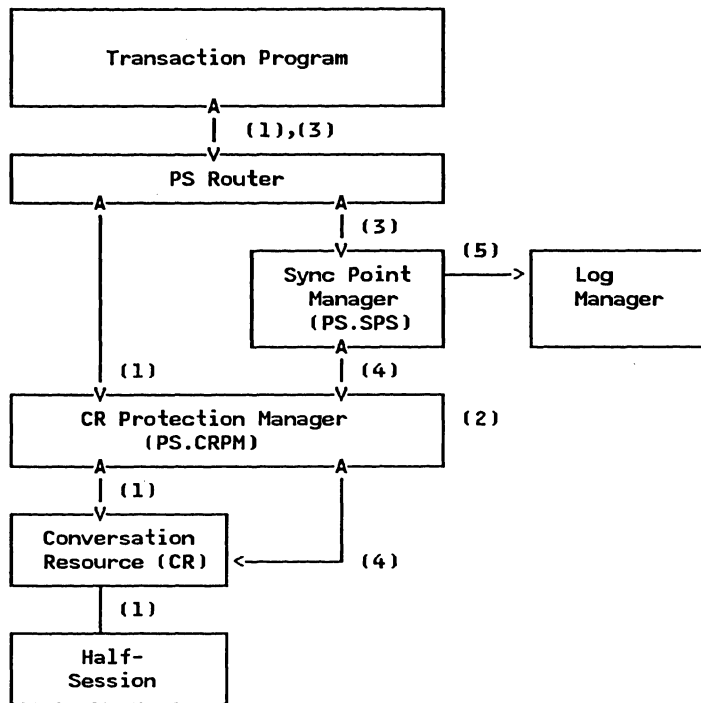 Transaction Program
(1),(3)
PS Router
(3)
(5)
Sync Point
Manager
(PS.SPS)
Log
Manager
(1)
(4)
CR Protection Manager
(PS.CRPM)
(2)
(1)
Conversation
Resource (CR)
(4)
(1)
Half-
Session